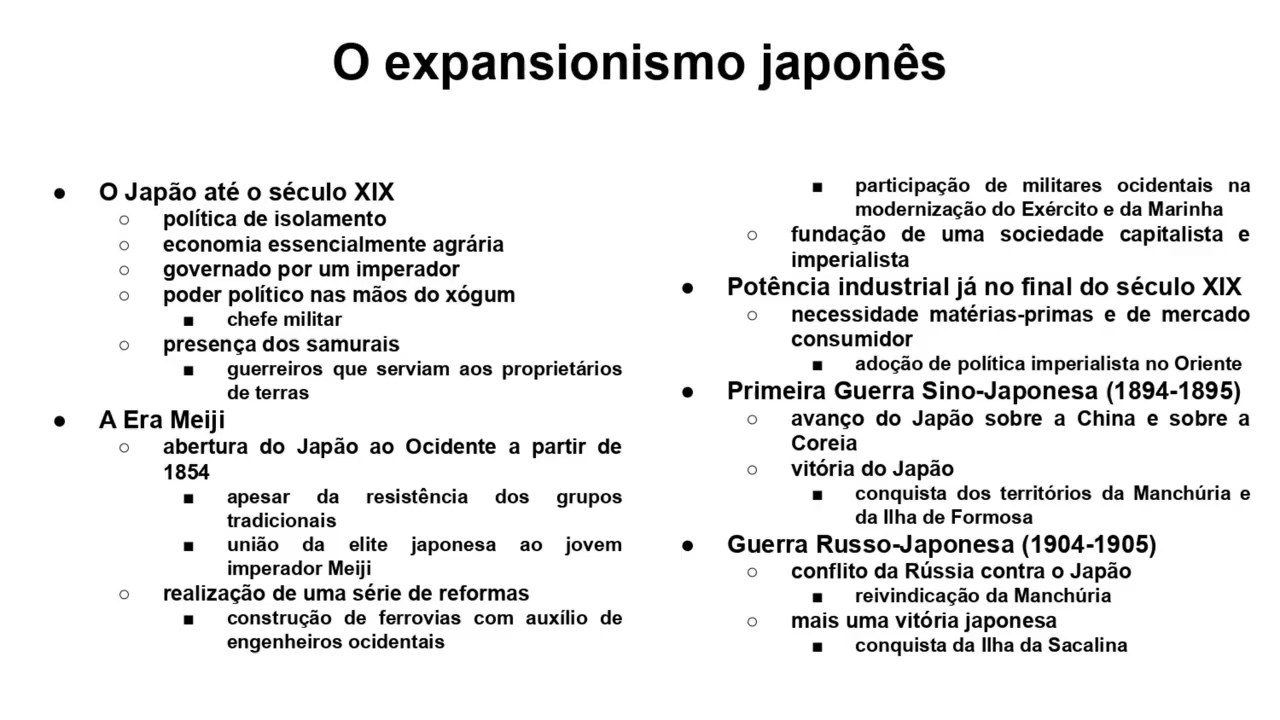 O expansionismo japonês
● O Japão até o século XIX
○ política de isolamento
○ economia essencialmente agrária
○ governado por um imperador
○ poder político nas mãos do xógum
■ chefe militar
○ presença dos samurais
■ guerreiros que serviam aos proprietários
de terras
● A Era Meiji
○ abertura do Japão ao Ocidente a partir de
1854
■ apesar da resistência dos grupos
tradicionais
■ união da elite japonesa ao jovem
imperador Meiji
○ realização de uma série de reformas
■ construção de ferrovias com auxílio de
engenheiros ocidentais
■ participação de militares ocidentais na
modernização do Exército e da Marinha
○ fundação de uma sociedade capitalista e
imperialista
● Potência industrial já no final do século XIX
○ necessidade matérias-primas e de mercado
consumidor
■ adoção de política imperialista no Oriente
● Primeira Guerra Sino-Japonesa (1894-1895)
○ avanço do Japão sobre a China e sobre a
Coreia
○ vitória do Japão
■ conquista dos territórios da Manchúria e
da Ilha de Formosa
● Guerra Russo-Japonesa (1904-1905)
○ conflito da Rússia contra o Japão
■ reivindicação da Manchúria
○ mais uma vitória japonesa
■ conquista da Ilha da Sacalina